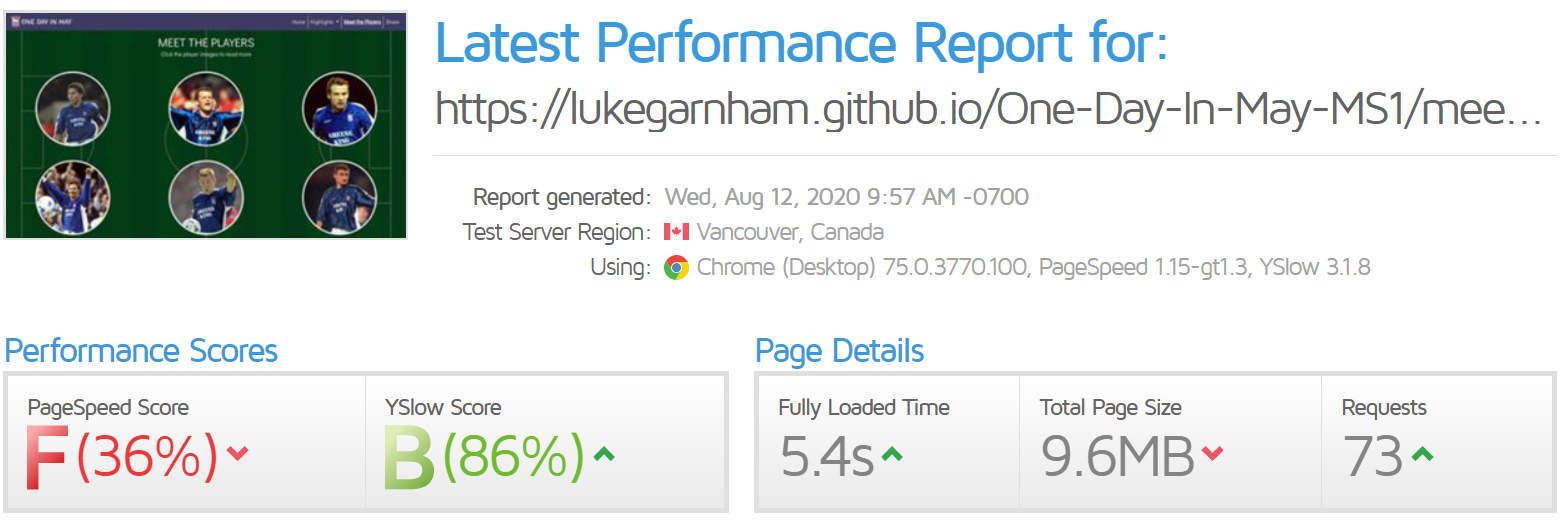 ONE DAY IN MAY
Home Highlights Meet the Players Share
MEET THE PLAYERS
Click the player images to read more
GREENE
KING
Latest Performance Report for:
https://lukegarnham.github.io/One-Day-In-May-MS1/mee...
Report generated: Wed, Aug 12, 2020 9:57 AM -0700
Test Server Region: Vancouver, Canada
Using: Chrome (Desktop) 75.0.3770.100, PageSpeed 1.15-gt1.3, YSlow 3.1.8
Performance Scores
PageSpeed Score
F (36%)
YSlow Score
B (86%)
Page Details
Fully Loaded Time
5.4s
Total Page Size
9.6MB
Requests
73